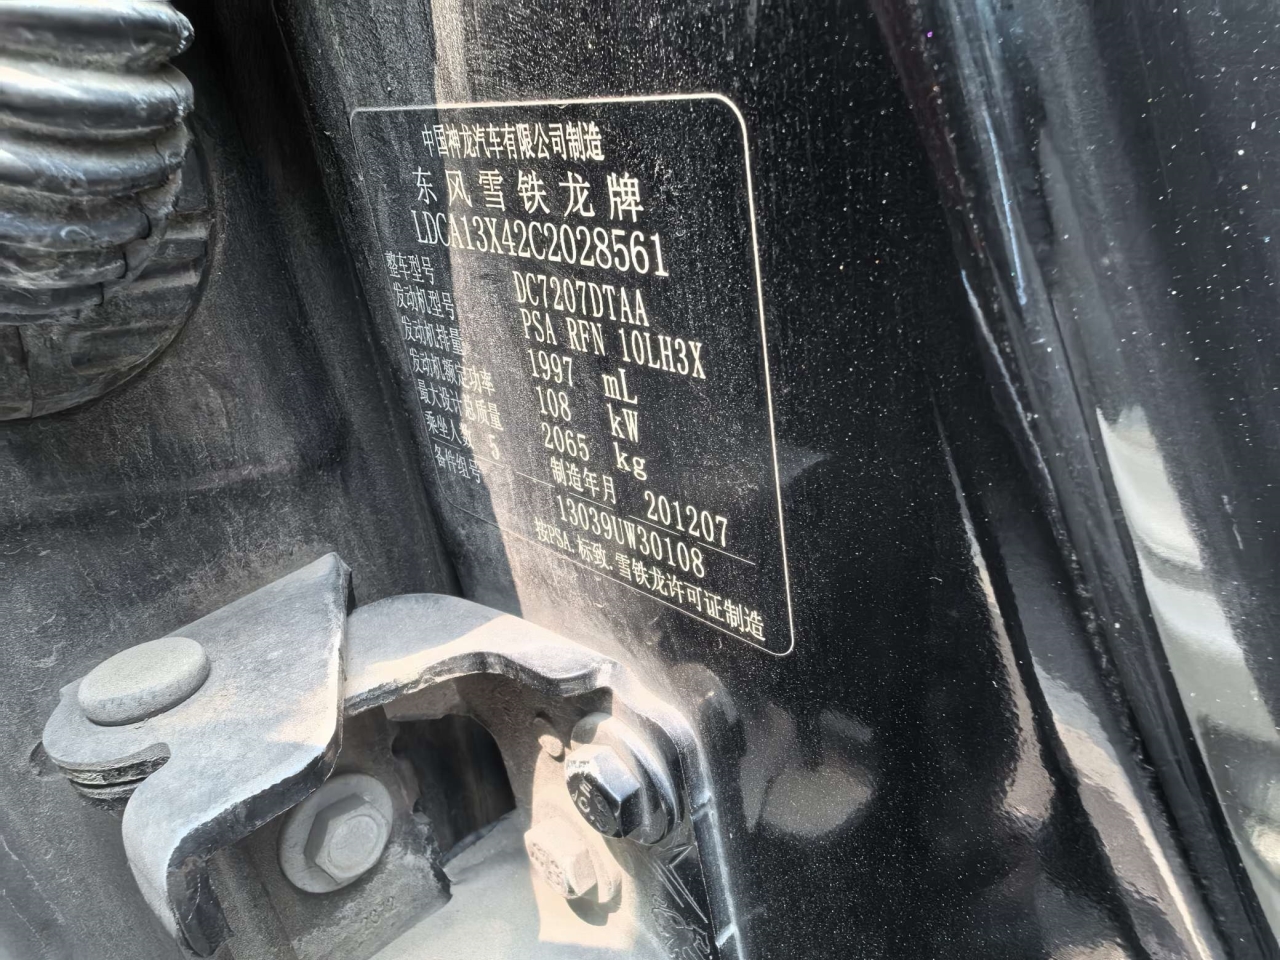 中国神龙汽车有限公司制造
东风雪铁龙牌
LDCA13X42C2028561
整车型号 DC7207DTAA
发动机型号 PSA RFN 10LH3X
发动机排量 1997 mL
发动机额定功率 108 kW
最大设计总质量 2065 kg
乘坐人数 5 制造年月 201207
备件组号 13039UW30108
按PSA.标致.雪铁龙许可证制造